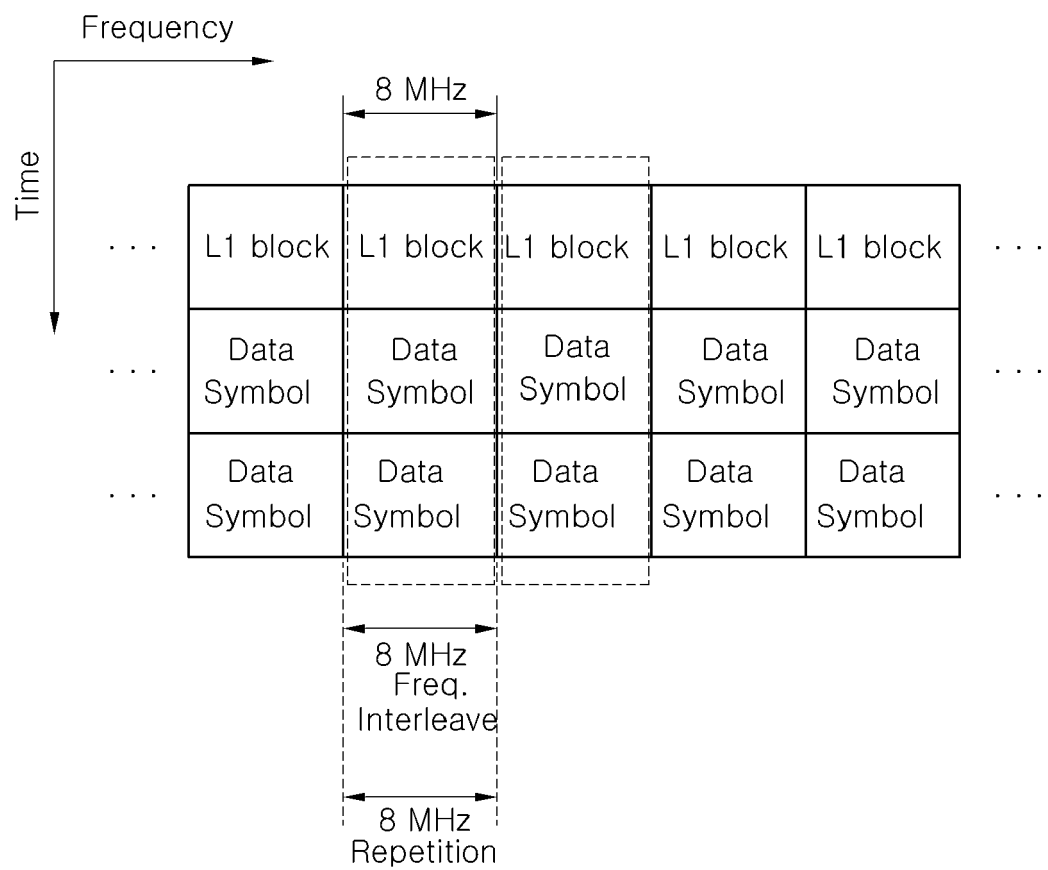 Frequency
8 MHz
Time
. . . L1 block L1 block L1 block L1 block L1 block . . .
Data Data Data Data Data
. . . Symbol Symbol Symbol Symbol Symbol . . .
Data Data Data Data Data
. . . Symbol Symbol Symbol Symbol Symbol . . .
8 MHz
Freq.
Interleave
8 MHz
Repetition